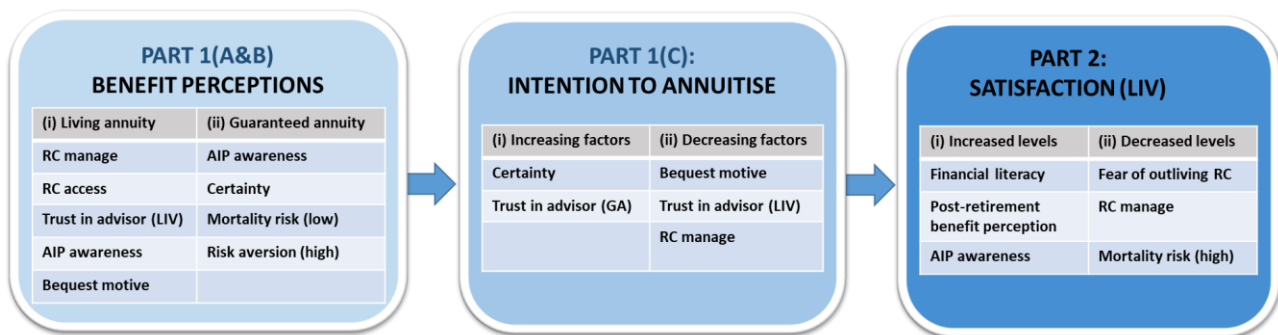 PART 1(A&B)
BENEFIT PERCEPTIONS
(i) Living annuity (ii) Guaranteed annuity
RC manage AIP awareness
RC access Certainty
Trust in advisor (LIV) Mortality risk (low)
AIP awareness Risk aversion (high)
Bequest motive
PART 1(C):
INTENTION TO ANNUITISE
(i) Increasing factors (ii) Decreasing factors
Certainty Bequest motive
Trust in advisor (GA) Trust in advisor (LIV)
RC manage
PART 2:
SATISFACTION (LIV)
(i) Increased levels (ii) Decreased levels
Financial literacy Fear of outliving RC
Post-retirement RC manage
benefit perception
AIP awareness Mortality risk (high)